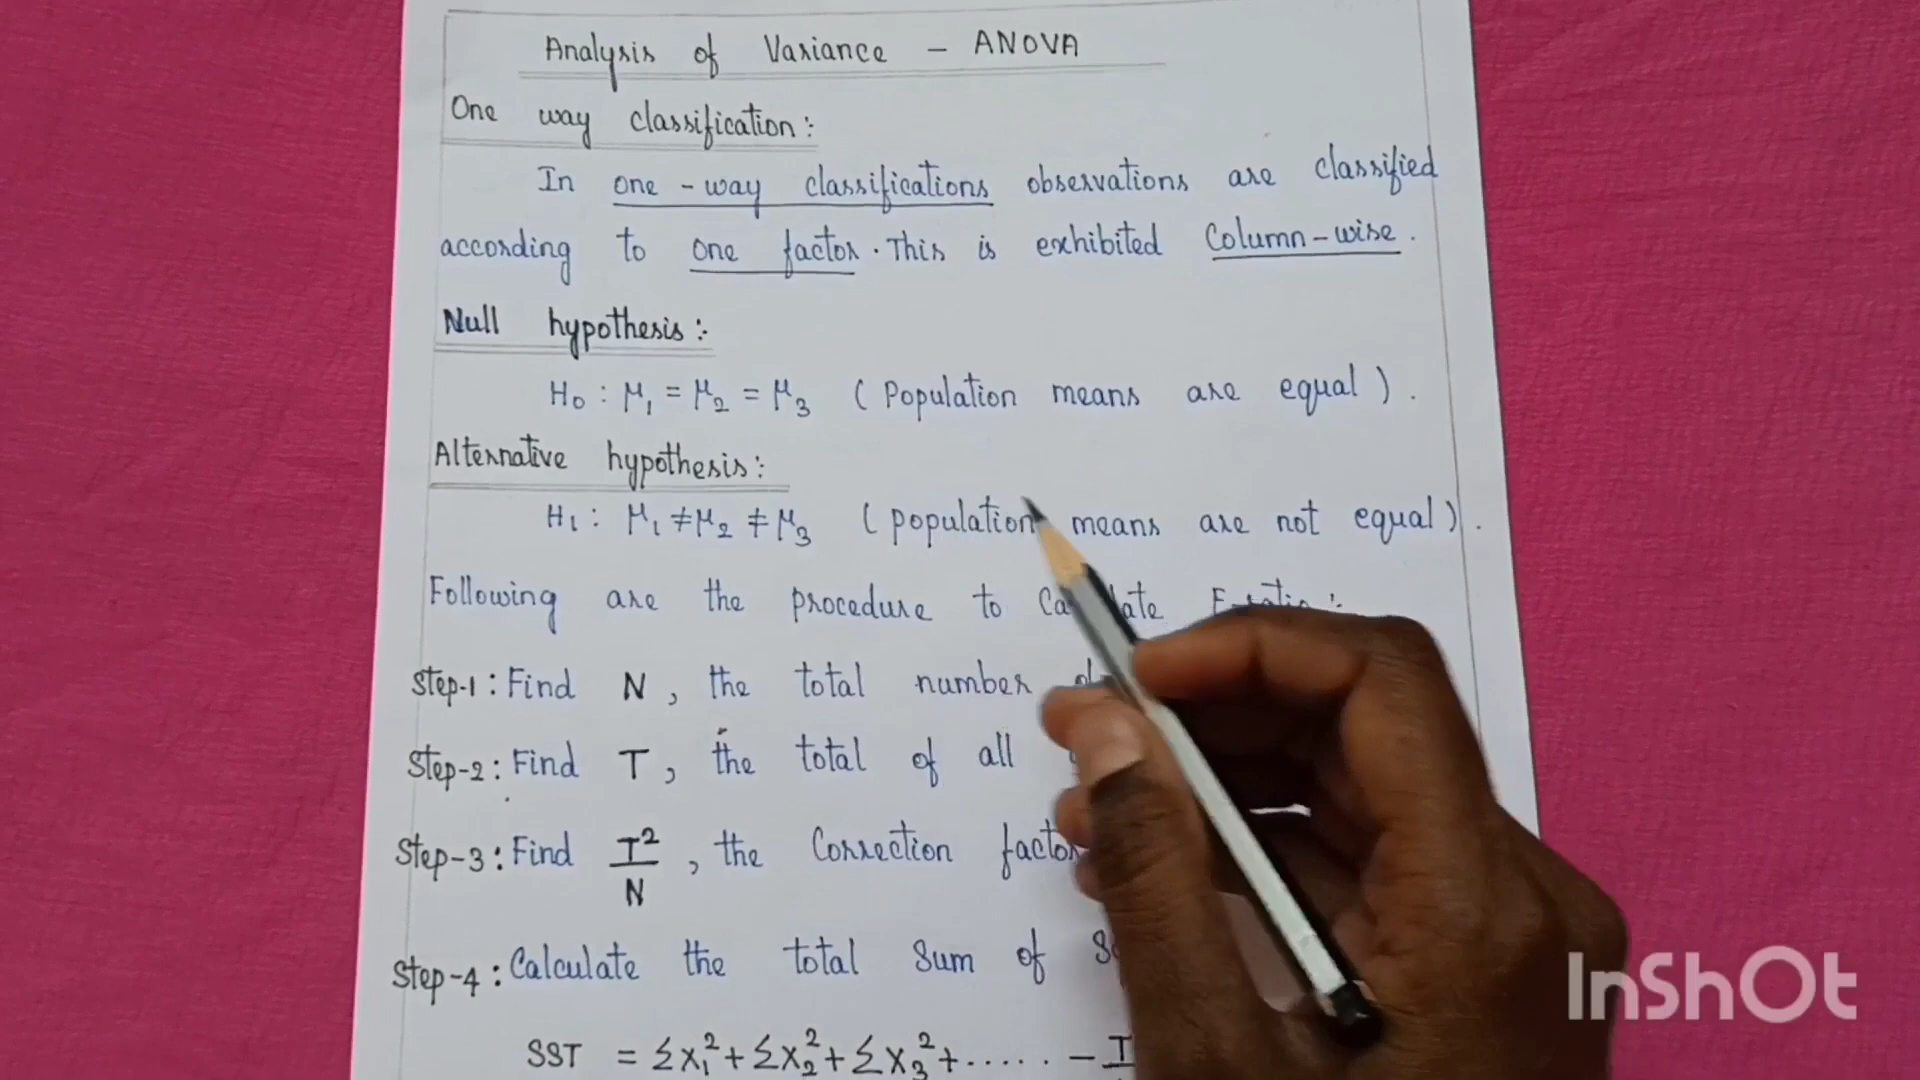 Analysis of Variance - ANOVA
One way classification:
In one-way classifications observations are classified
according to one factor. This is exhibited Column-wise.
Null hypothesis:
H₀ : μ₁ = μ₂ = μ₃ (Population means are equal).
Alternative hypothesis:
H₁ : μ₁ ≠ μ₂ ≠ μ₃ (population means are not equal).
Following are the procedure to
Step-1: Find N, the total number
Step-2: Find T, the total of all
Step-3: Find T²/N, the Correction factor
Step-4: Calculate the total Sum of
SST = Σx₁² + Σx₂² + Σx₃² + ..... -
InShOt